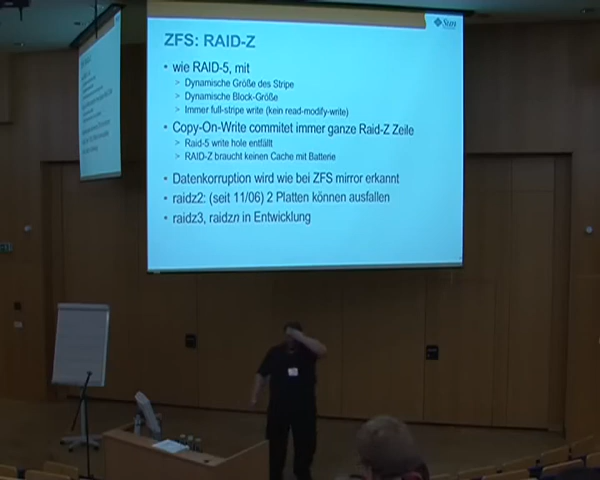 Sun
ZFS: RAID-Z
• wie RAID-5, mit
> Dynamische Größe des Stripe
> Dynamische Block-Größe
> Immer full-stripe write (kein read-modify-write)
• Copy-On-Write commitet immer ganze Raid-Z Zeile
> Raid-5 write hole entfällt
> RAID-Z braucht keinen Cache mit Batterie
• Datenkorruption wird wie bei ZFS mirror erkannt
• raidz2: (seit 11/06) 2 Platten können ausfallen
• raidz3, raidzn in Entwicklung